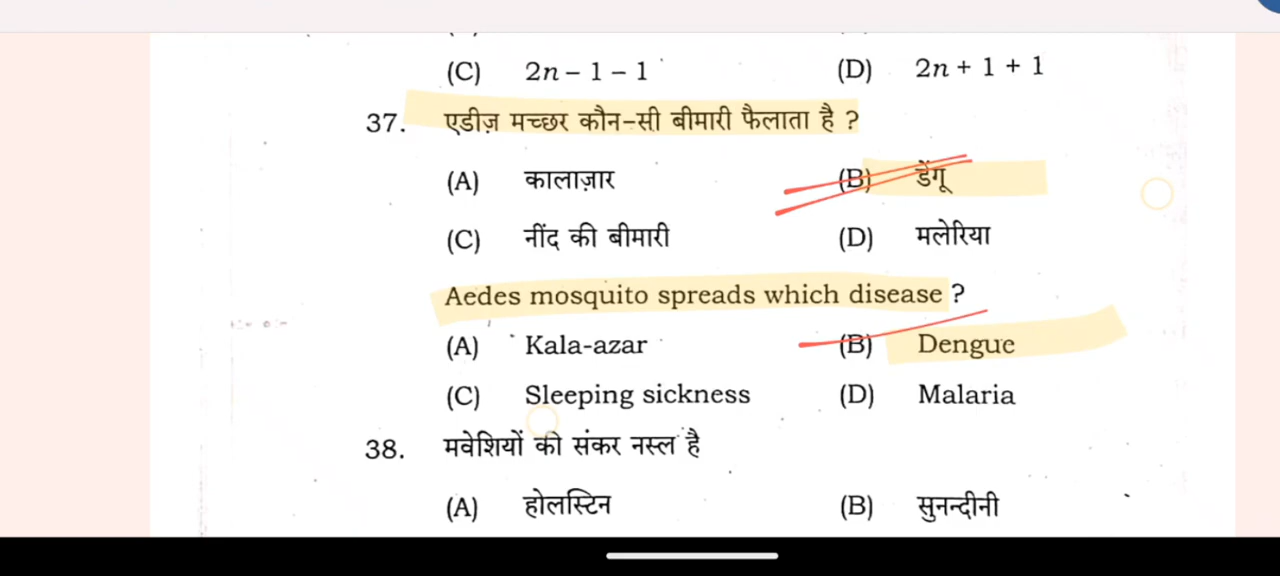 (C) 2n – 1 – 1 (D) 2n + 1 + 1
37. एडीज़ मच्छर कौन-सी बीमारी फैलाता है ?
(A) कालाज़ार (B) डेंगू
(C) नींद की बीमारी (D) मलेरिया
Aedes mosquito spreads which disease ?
(A) Kala-azar (B) Dengue
(C) Sleeping sickness (D) Malaria
38. मवेशियों की संकर नस्ल है
(A) होलस्टिन (B) सुनन्दीनी